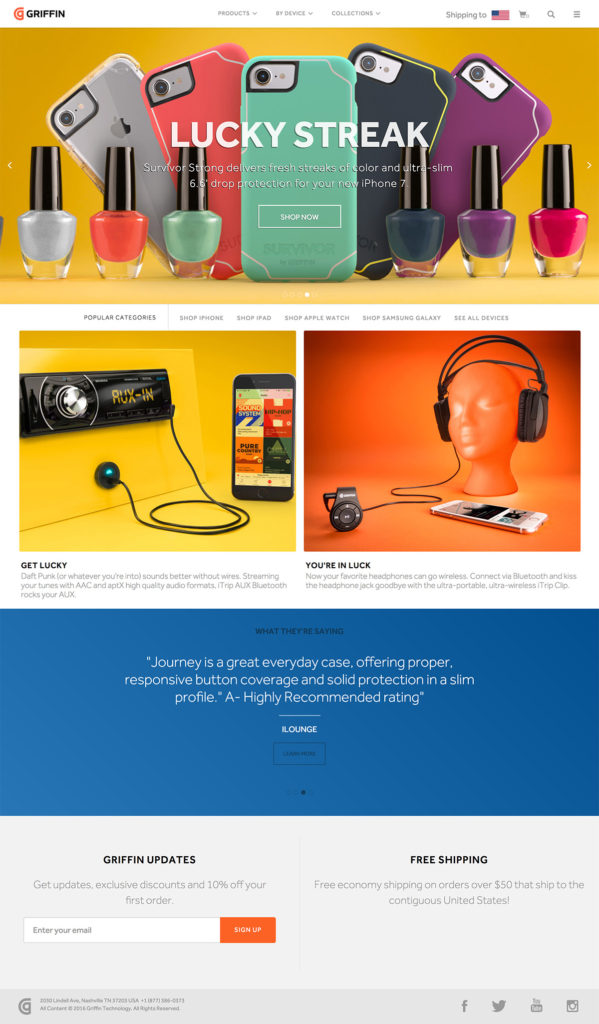 GRIFFIN
PRODUCTS
BY DEVICE
COLLECTIONS
Shipping to
LUCKY STREAK
Survivor Strong delivers fresh streaks of color and ultra-slim
6.6' drop protection for your new iPhone 7.
SHOP NOW
SURVIVOR
by GRIFFIN
POPULAR CATEGORIES
SHOP IPHONE
SHOP IPAD
SHOP APPLE WATCH
SHOP SAMSUNG GALAXY
SEE ALL DEVICES
AUX-IN
SOUND
SYSTEM
HIP-HOP
PURE
COUNTRY
GET LUCKY
Daft Punk (or whatever you're into) sounds better without wires. Streaming
your tunes with AAC and aptX high quality audio formats, iTrip AUX Bluetooth
rocks your AUX.
YOU'RE IN LUCK
Now your favorite headphones can go wireless. Connect via Bluetooth and kiss
the headphone jack goodbye with the ultra-portable, ultra-wireless iTrip Clip.
WHAT THEY'RE SAYING
"Journey is a great everyday case, offering proper,
responsive button coverage and solid protection in a slim
profile." A- Highly Recommended rating"
ILOUNGE
LEARN MORE
GRIFFIN UPDATES
Get updates, exclusive discounts and 10% off your
first order.
Enter your email
SIGN UP
FREE SHIPPING
Free economy shipping on orders over $50 that ship to the
contiguous United States!
2030 Lindell Ave, Nashville TN,37203 USA +1 (877) 386-0373
All Content © 2016 Griffin Technology. All Rights Reserved.
You
Tube